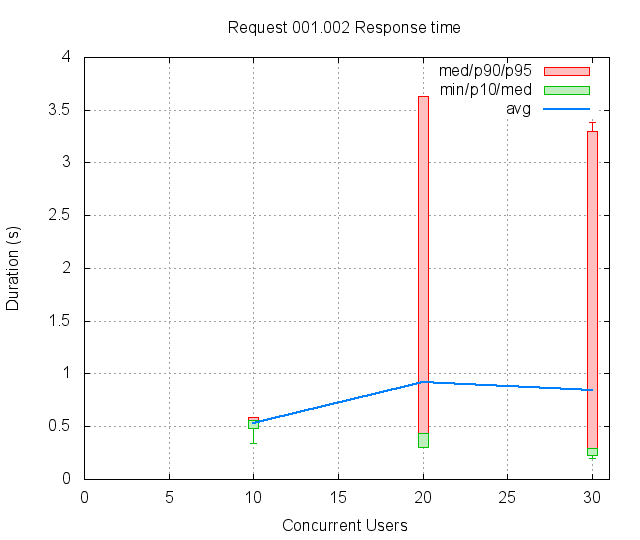 Request 001.002 Response time
4
3.5
3
2.5
2
1.5
1
0.5
0
Duration (s)
med/p90/p95
min/p10/med
avg
0 5 10 15 20 25 30
Concurrent Users